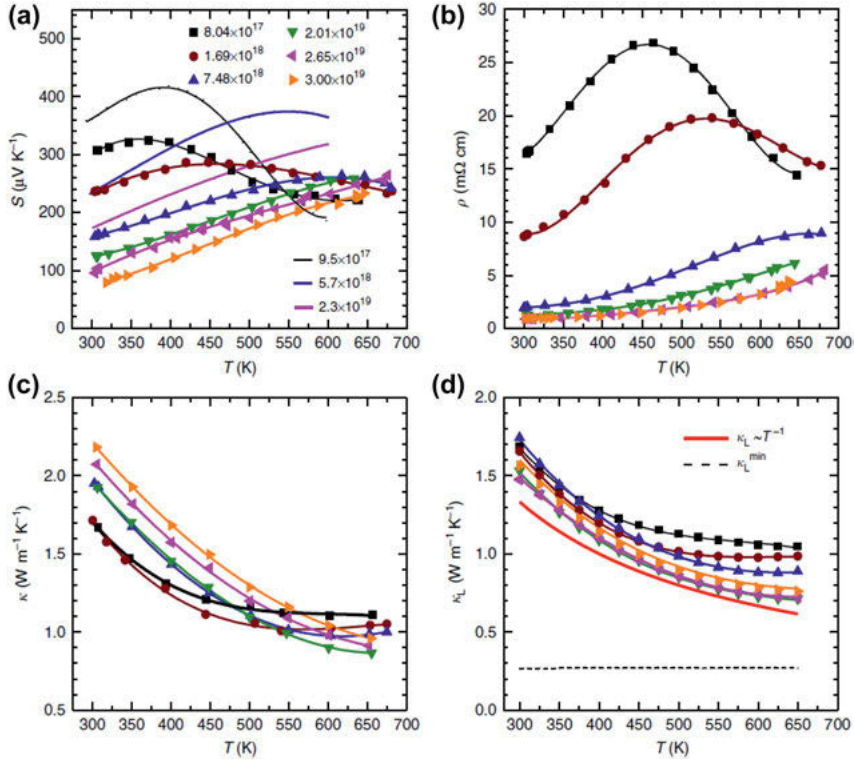 (a)
550
500
400
300
200
100
0
S (μV K⁻¹)
8.04×10¹⁷
1.69×10¹⁸
7.48×10¹⁸
2.01×10¹⁹
2.65×10¹⁹
3.00×10¹⁹
9.5×10¹⁷
5.7×10¹⁸
2.3×10¹⁹
300 350 400 450 500 550 600 650 700
T (K)
(b)
30
25
20
15
10
5
0
ρ (mΩ cm)
300 350 400 450 500 550 600 650 700
T (K)
(c)
2.5
2.0
1.5
1.0
0.5
κ (W m⁻¹ K⁻¹)
300 350 400 450 500 550 600 650 700
T (K)
(d)
2.0
1.5
1.0
0.5
0.0
κL (W m⁻¹ K⁻¹)
κL ~T⁻¹
κL min
300 350 400 450 500 550 600 650 700
T (K)